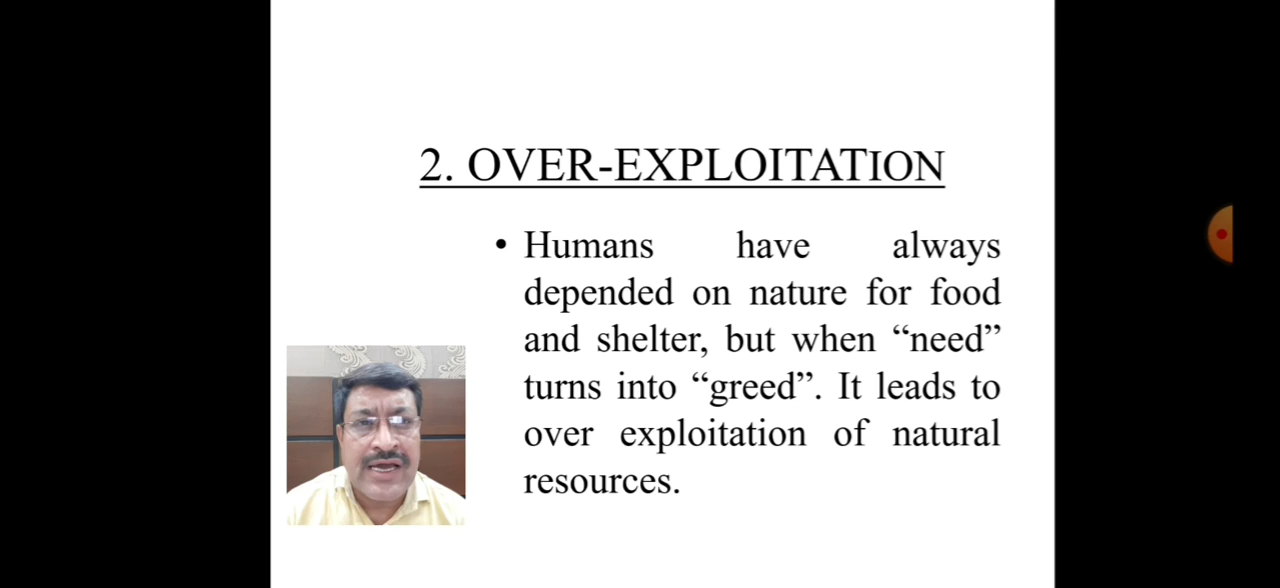 2. OVER-EXPLOITATION
• Humans have always
depended on nature for food
and shelter, but when “need”
turns into “greed”. It leads to
over exploitation of natural
resources.